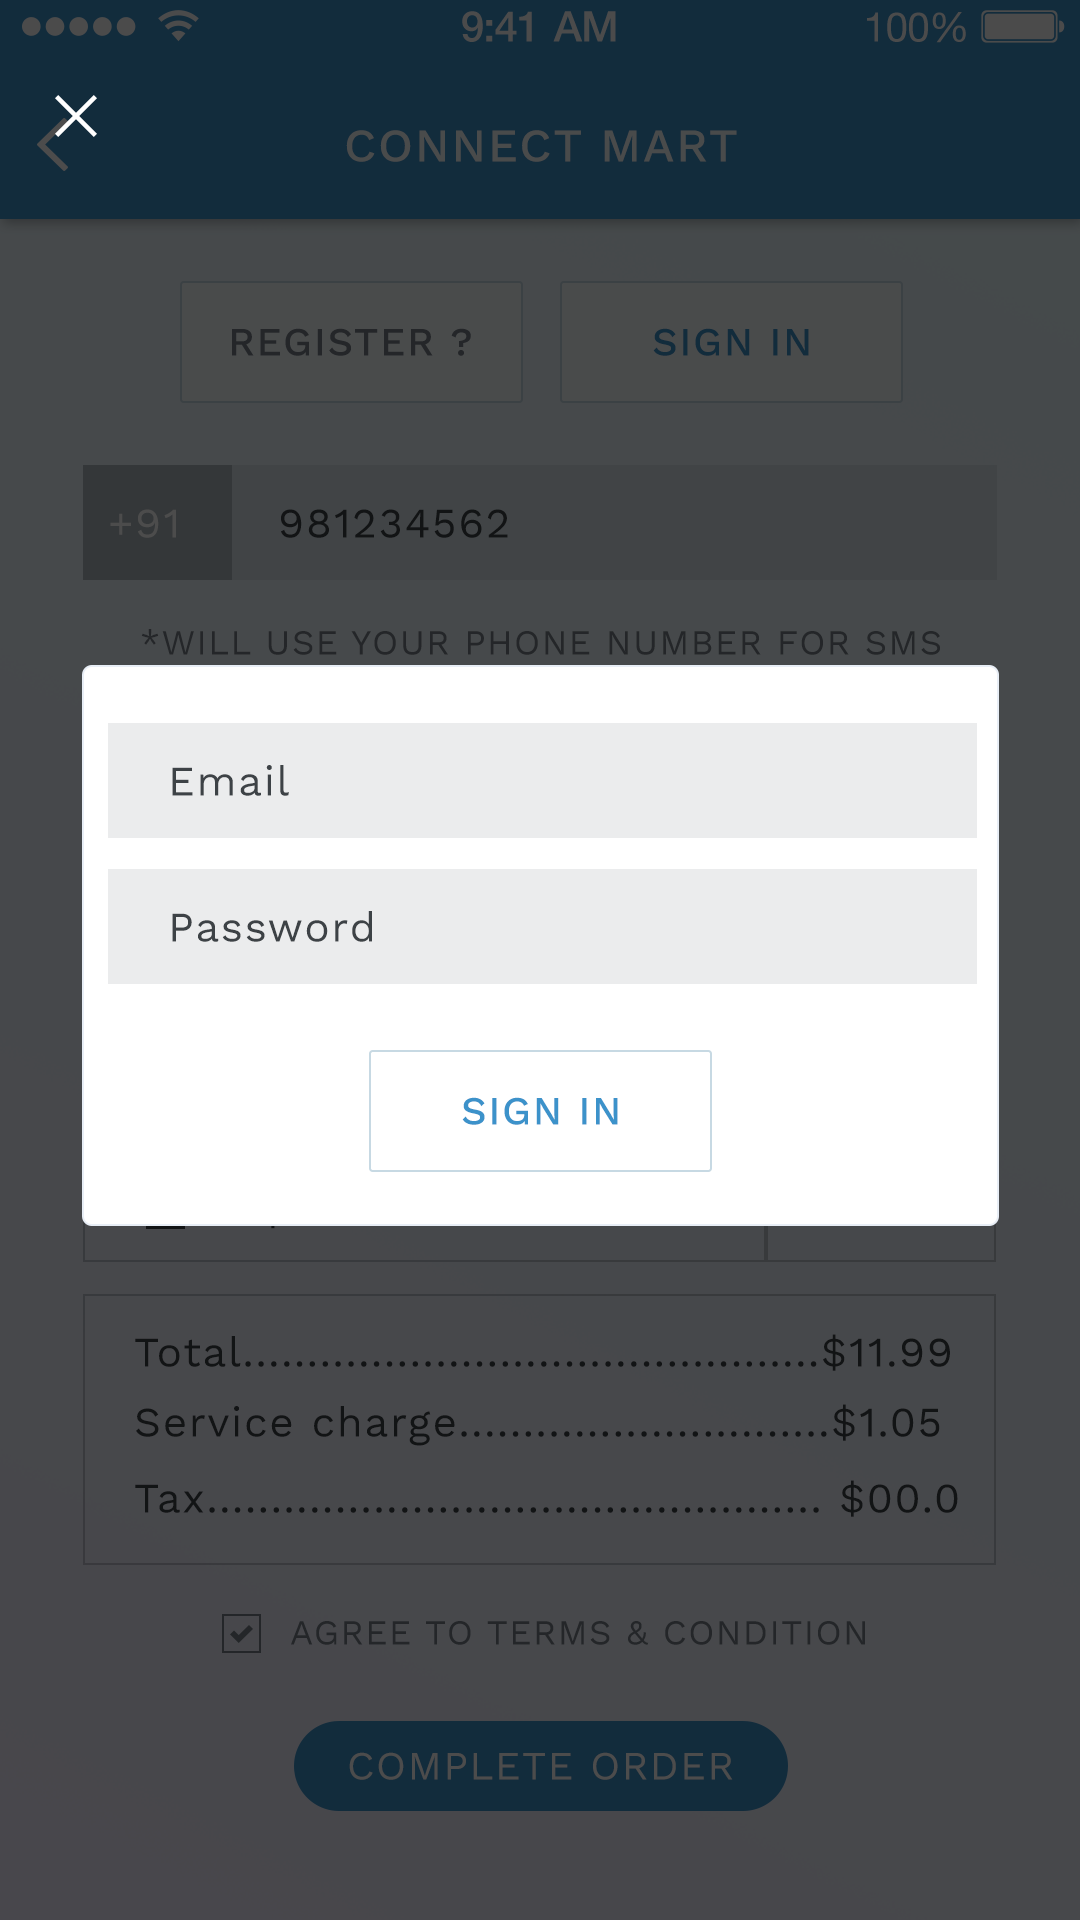 9:41 AM 100%
CONNECT MART
REGISTER ? SIGN IN
+91 981234562
*WILL USE YOUR PHONE NUMBER FOR SMS
Email
Password
SIGN IN
Total.............................................$11.99
Service charge.............................$1.05
Tax................................................ $00.0
AGREE TO TERMS & CONDITION
COMPLETE ORDER